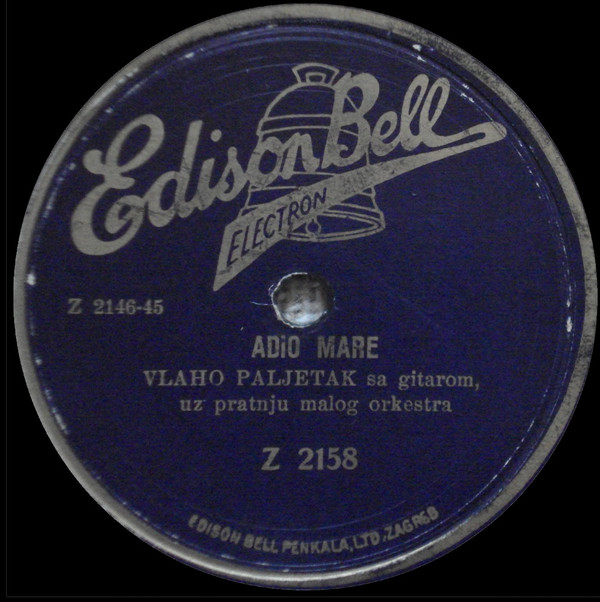 Edison Bell
ELECTRON
Z 2146-45
ADiO MARE
VLAHO PALJETAK sa gitarom,
uz pratnju malog orkestra
Z 2158
EDISON BELL PENKALA, LTD. ZAGREB